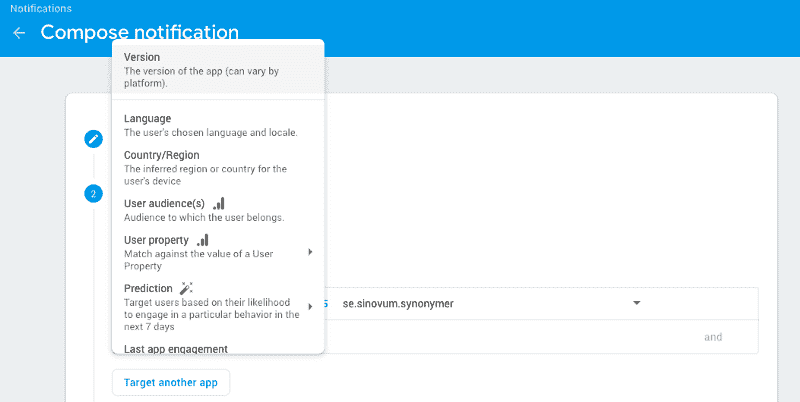 Notifications
Compose notification
Version
The version of the app (can vary by
platform).
Language
The user's chosen language and locale.
Country/Region
The inferred region or country for the
user's device
2
User audience(s)
Audience to which the user belongs.
User property
Match against the value of a User
Property
Prediction
Target users based on their likelihood
to engage in a particular behavior in the
next 7 days
se.sinovum.synonymer
Last app engagement
and
Target another app